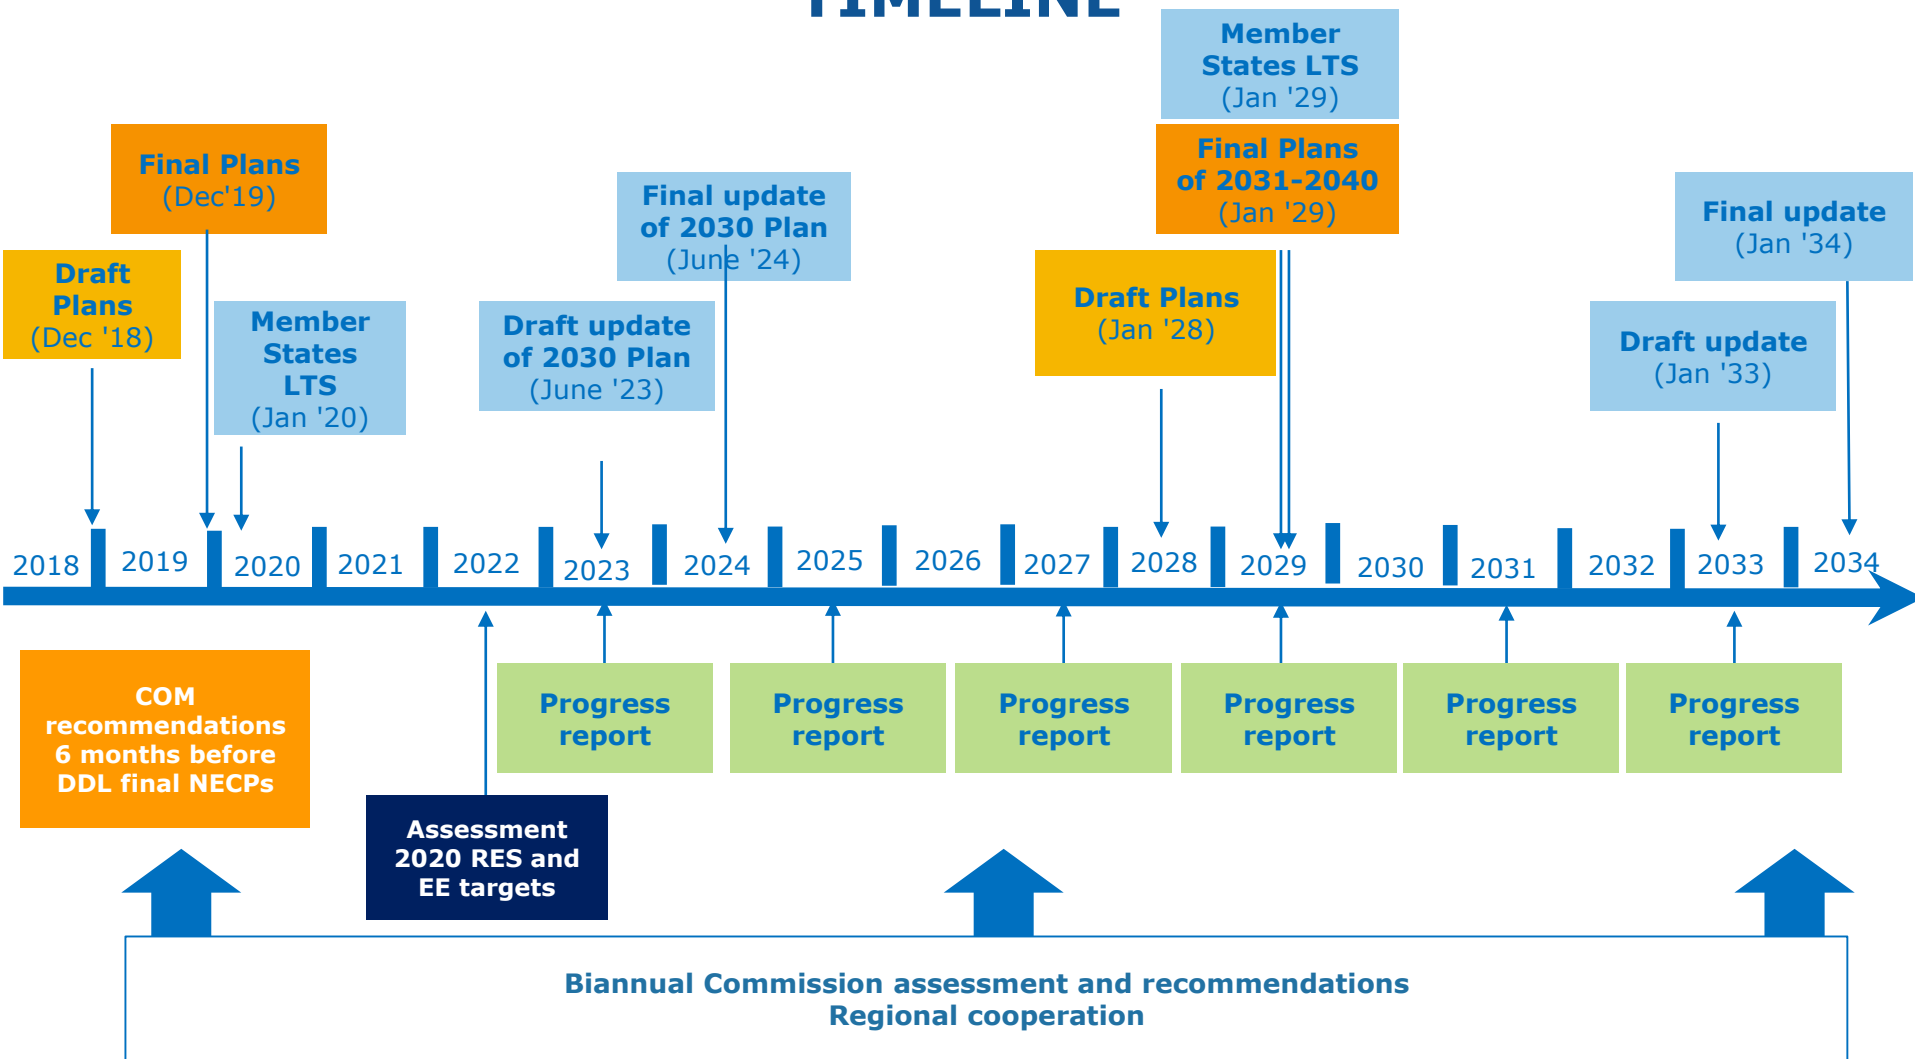 TIMELINE
Member
States LTS
(Jan '29)
Final Plans
(Dec'19)
Final Plans
of 2031-2040
(Jan '29)
Final update
of 2030 Plan
(June '24)
Final update
(Jan '34)
Draft
Plans
(Dec '18)
Draft Plans
(Jan '28)
Member
States
LTS
(Jan '20)
Draft update
of 2030 Plan
(June '23)
Draft update
(Jan '33)
2018 2019 2020 2021 2022 2023 2024 2025 2026 2027 2028 2029 2030 2031 2032 2033 2034
COM
recommendations
6 months before
DDL final NECPs
Progress
report
Progress
report
Progress
report
Progress
report
Progress
report
Progress
report
Assessment
2020 RES and
EE targets
Biannual Commission assessment and recommendations
Regional cooperation